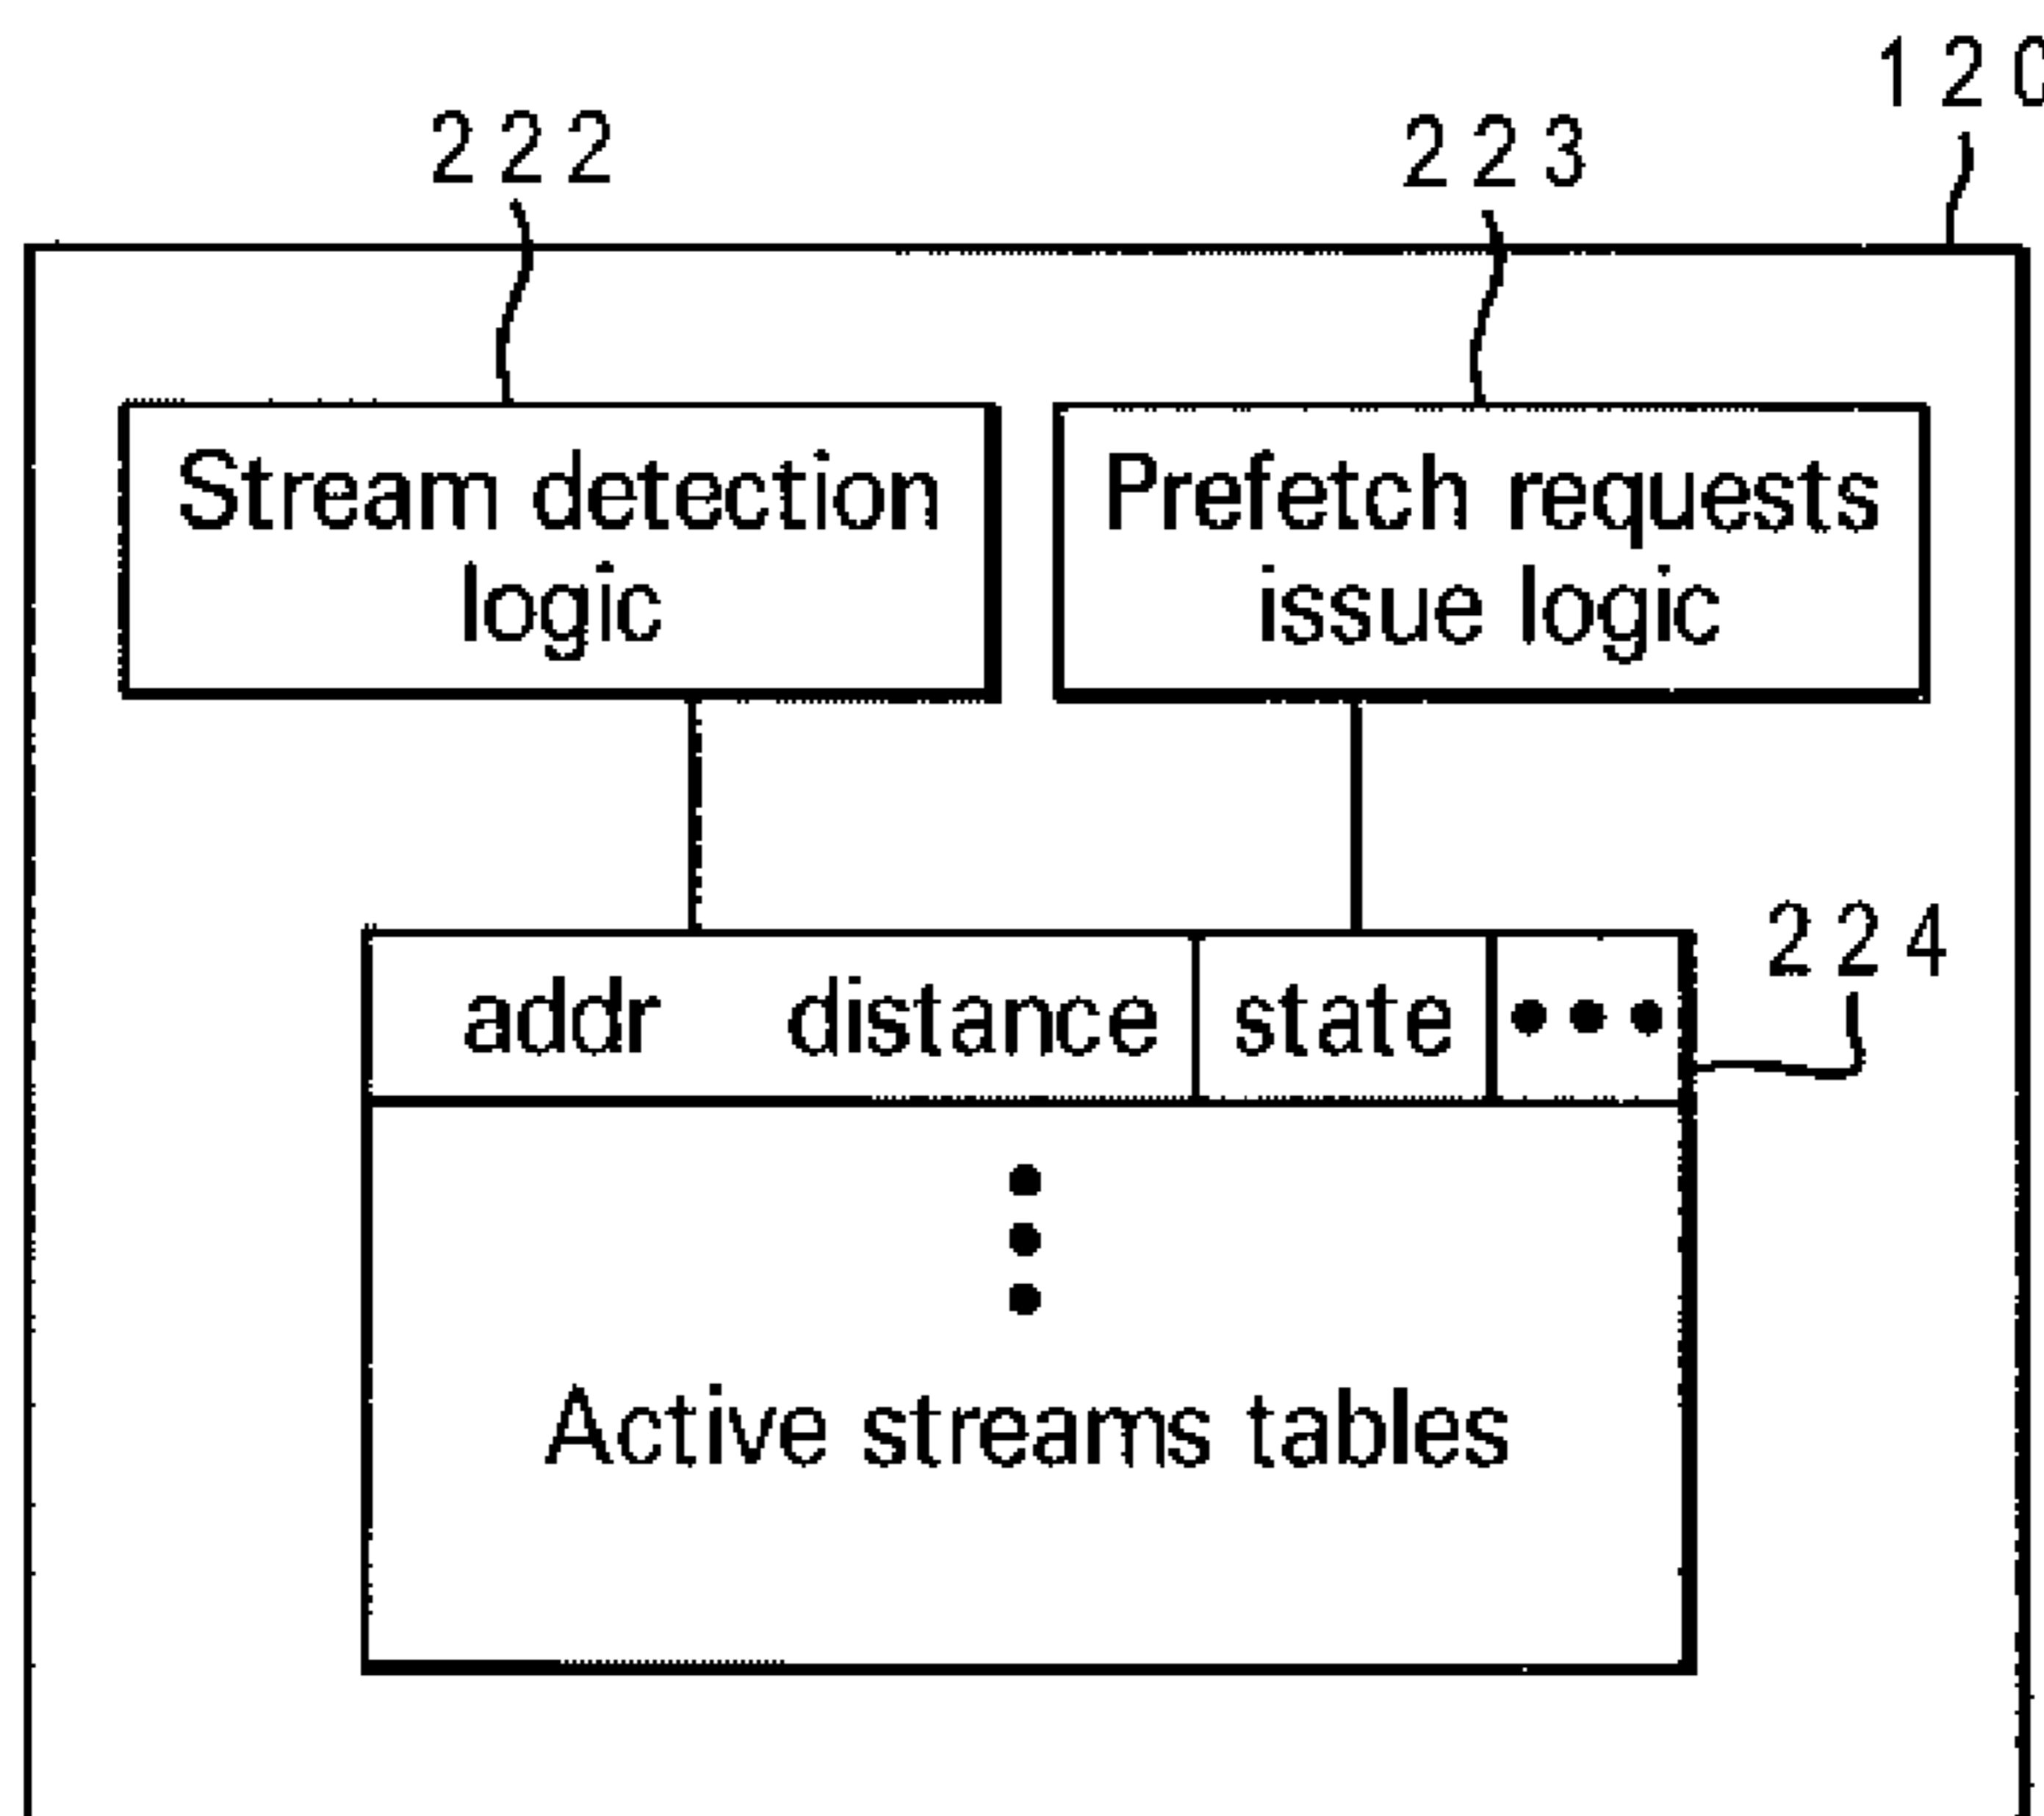 120
222
223
Stream detection
logic
Prefetch requests
issue logic
224
addr distance state •••
Active streams tables